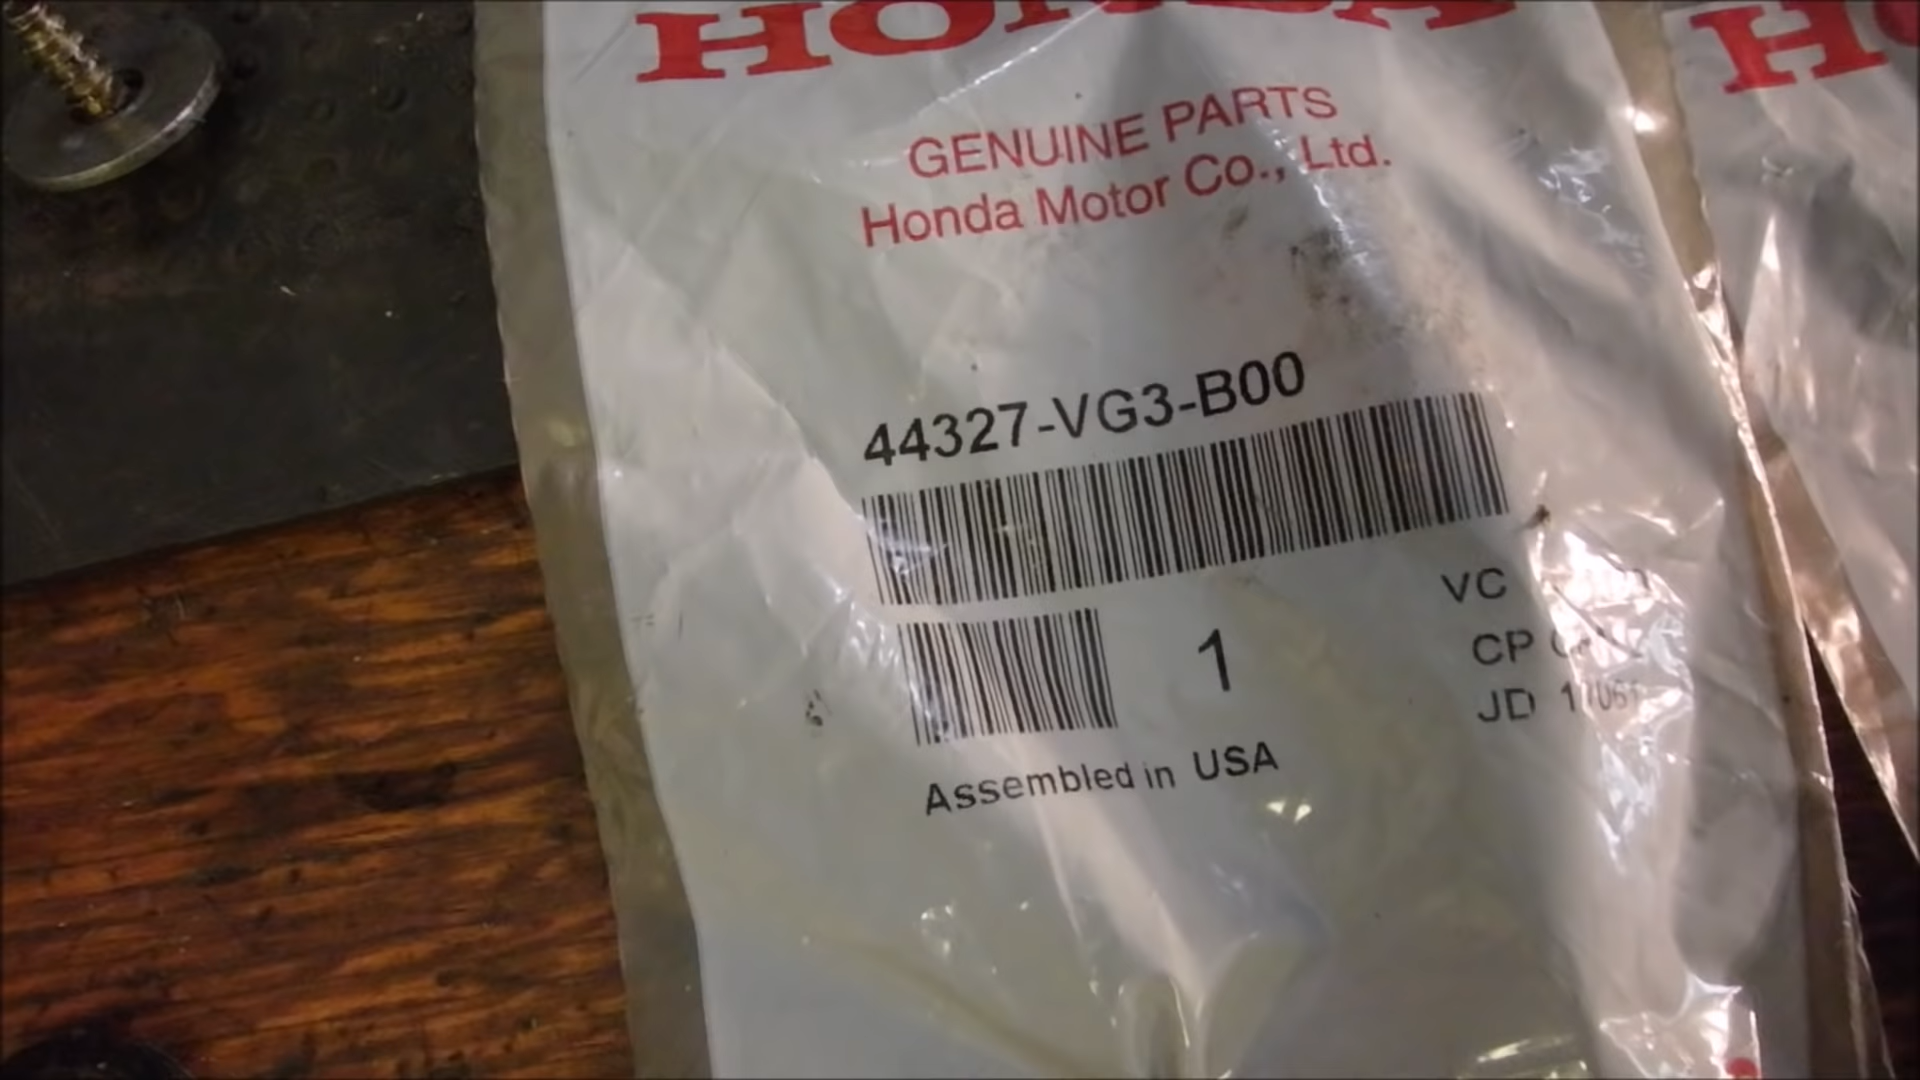 HONDA
GENUINE PARTS
Honda Motor Co., Ltd.
44327-VG3-B00
1
VC
CP
JD
Assembled in USA